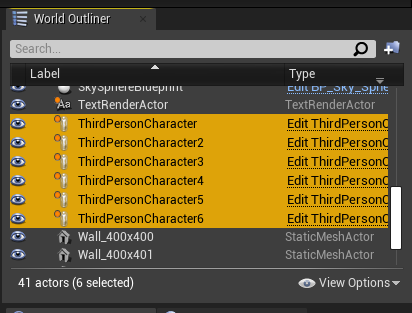 World Outliner
Search...
Label Type
SkySphereBlueprint Edit BP_Sky_Sphe
Aa TextRenderActor TextRenderActor
ThirdPersonCharacter Edit ThirdPersonC
ThirdPersonCharacter2 Edit ThirdPersonC
ThirdPersonCharacter3 Edit ThirdPersonC
ThirdPersonCharacter4 Edit ThirdPersonC
ThirdPersonCharacter5 Edit ThirdPersonC
ThirdPersonCharacter6 Edit ThirdPersonC
Wall_400x400 StaticMeshActor
Wall_400x401 StaticMeshActor
41 actors (6 selected) View Options